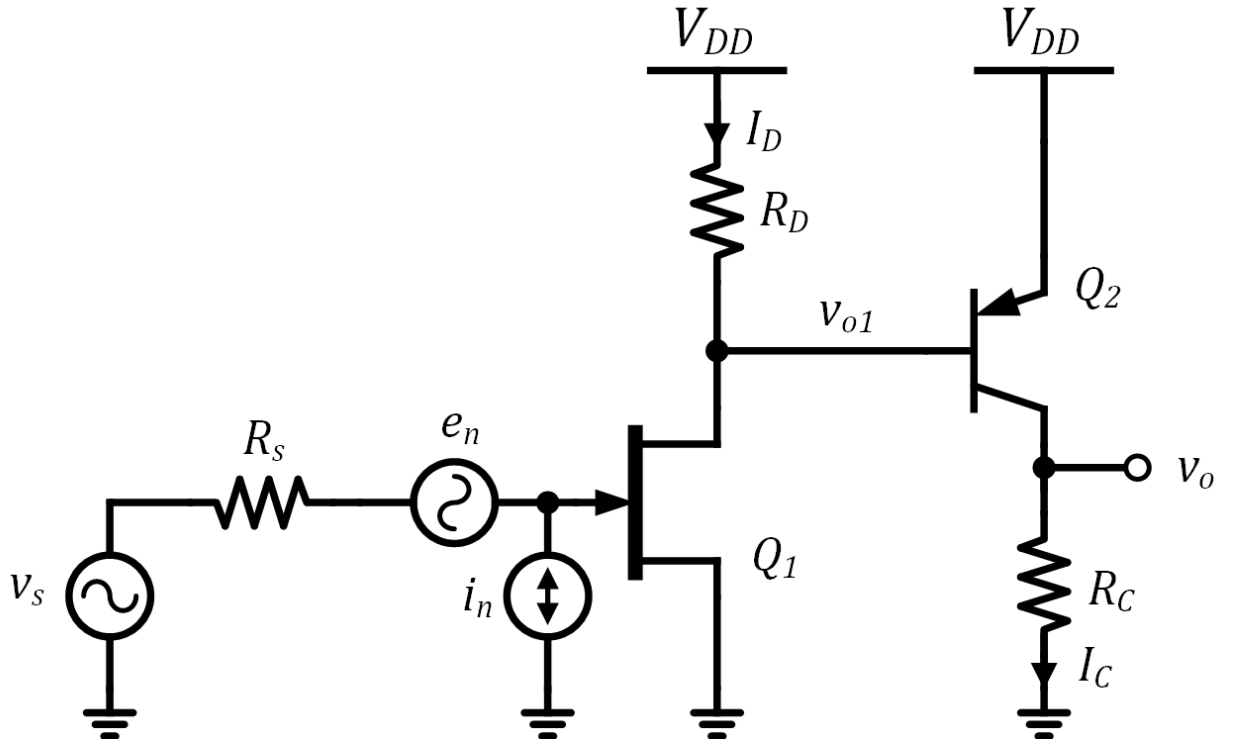 V_DD
V_DD
I_D
R_D
Q_2
v_o1
e_n
R_s
v_o
Q_1
v_s
i_n
R_C
I_C